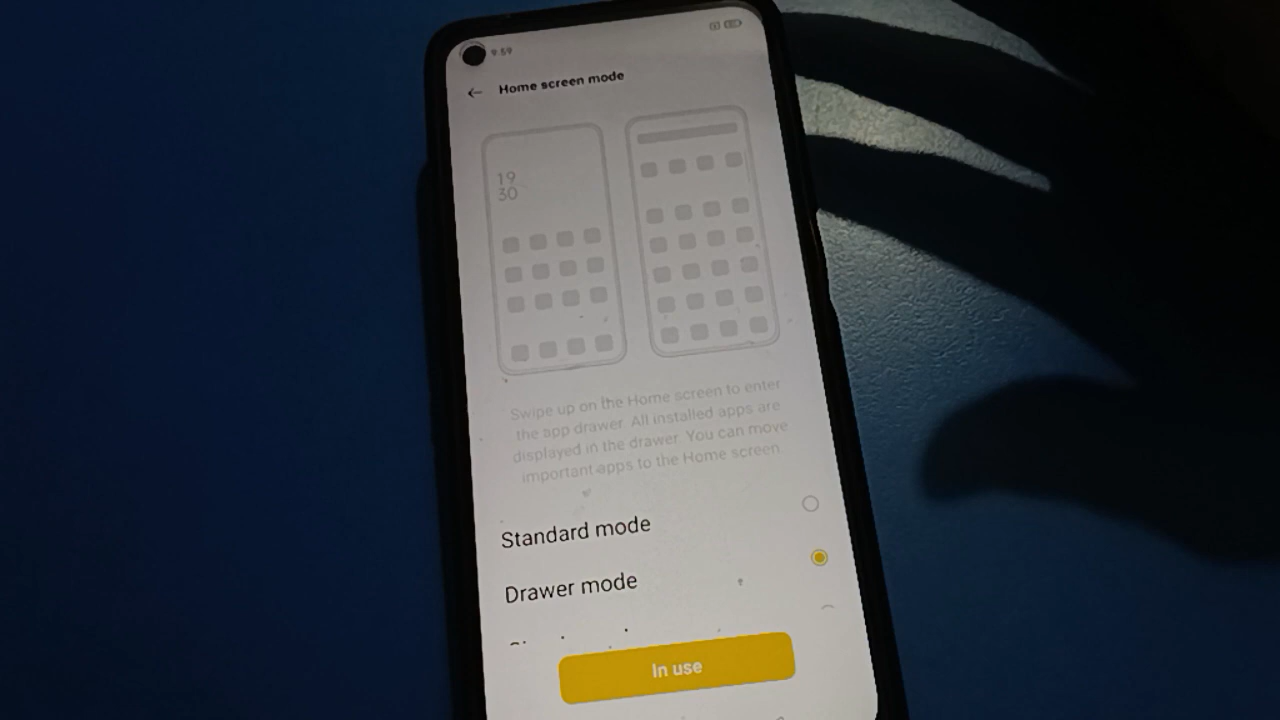 9:59
Home screen mode
19
30
Swipe up on the Home screen to enter
the app drawer. All installed apps are
displayed in the drawer. You can move
important apps to the Home screen.
Standard mode
Drawer mode
In use